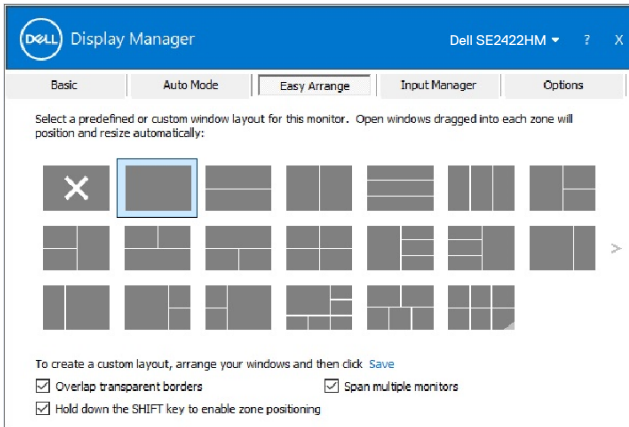 DELL Display Manager Dell SE2422HM ? X
Basic Auto Mode Easy Arrange Input Manager Options
Select a predefined or custom window layout for this monitor. Open windows dragged into each zone will
position and resize automatically:
>
To create a custom layout, arrange your windows and then click Save
Overlap transparent borders Span multiple monitors
Hold down the SHIFT key to enable zone positioning